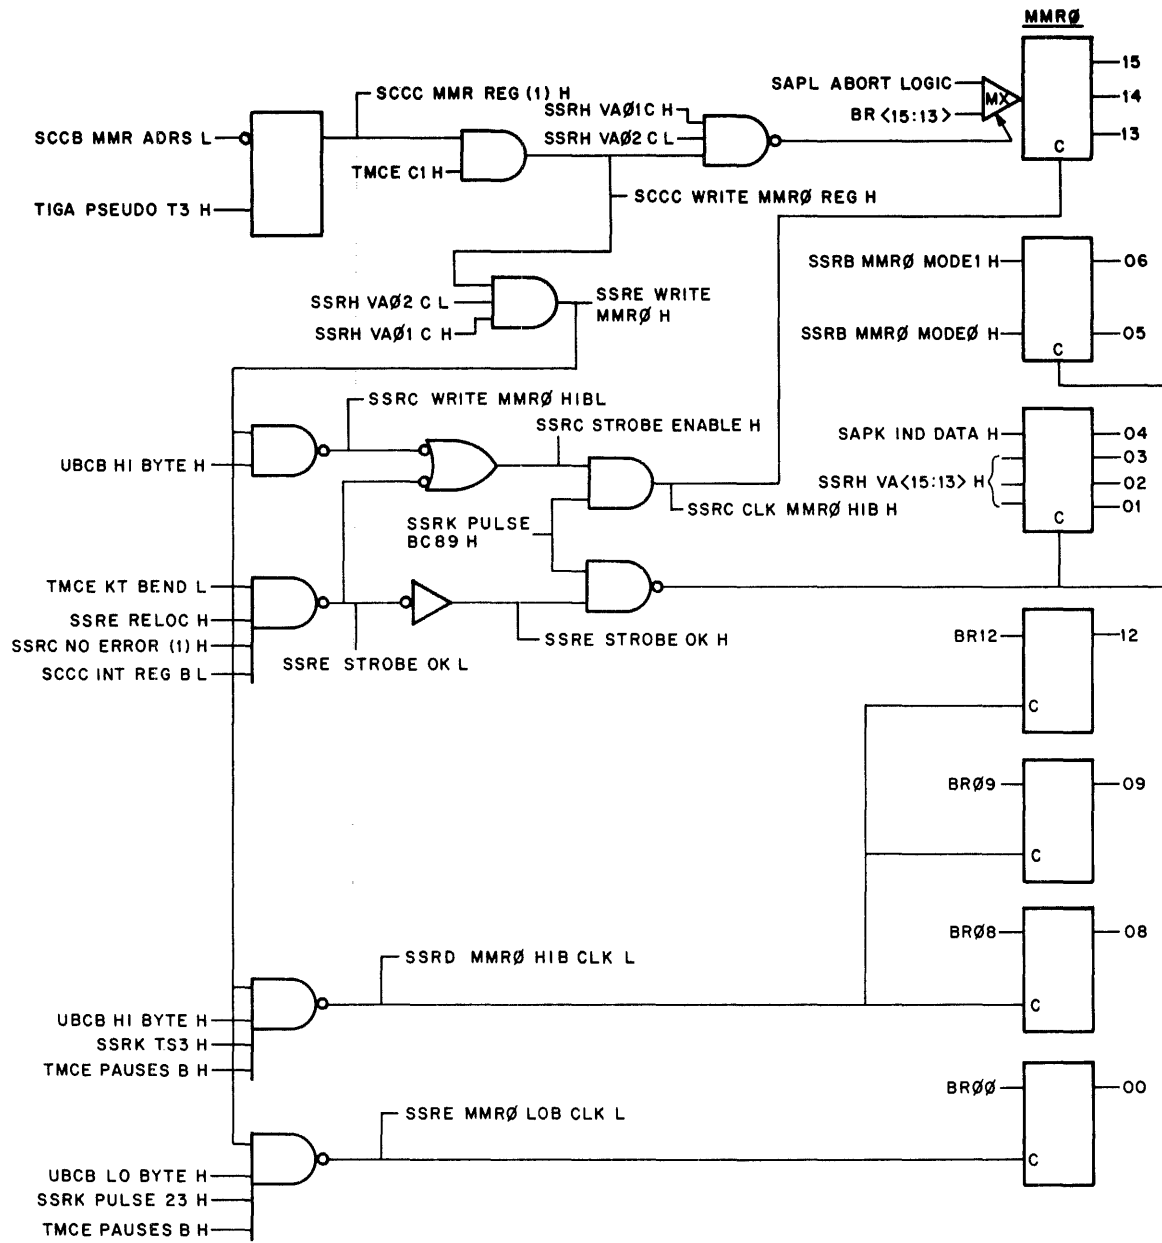 MMRØ
SAPL ABORT LOGIC
MX
BR <15:13>
15
14
13
C
SCCC MMR REG (1) H
SSRH VAØ1C H
SSRH VAØ2 C L
SCCB MMR ADRS L
TMCE C1 H
TIGA PSEUDO T3 H
SCCC WRITE MMRØ REG H
SSRH VAØ2 C L
SSRH VAØ1 C H
SSRE WRITE
MMRØ H
SSRB MMRØ MODE1 H
06
SSRB MMRØ MODEØ H
05
C
SSRC WRITE MMRØ HIBL
SSRC STROBE ENABLE H
UBCB HI BYTE H
SAPK IND DATA H
04
03
SSRH VA<15:13> H
02
01
C
SSRC CLK MMRØ HIB H
SSRK PULSE
BC89 H
TMCE KT BEND L
SSRE RELOC H
SSRC NO ERROR (1) H
SCCC INT REG B L
SSRE STROBE OK L
SSRE STROBE OK H
BR12
12
C
BRØ9
09
C
BRØ8
08
C
SSRD MMRØ HIB CLK L
UBCB HI BYTE H
SSRK TS3 H
TMCE PAUSES B H
BRØØ
00
C
SSRE MMRØ LOB CLK L
UBCB LO BYTE H
SSRK PULSE 23 H
TMCE PAUSES B H